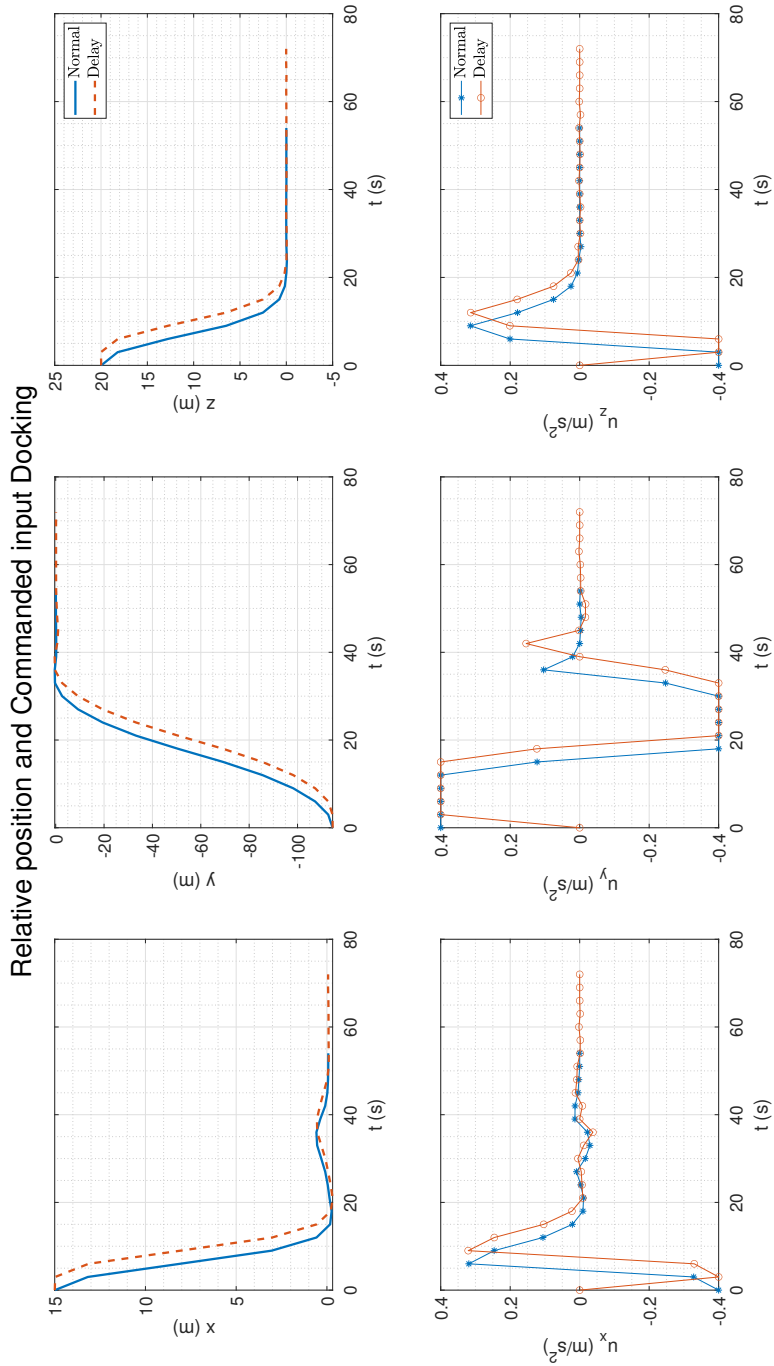 Relative position and Commanded input Docking
15
10
5
0
x (m)
0 20 40 60 80
t (s)
0
-20
-40
-60
-80
-100
y (m)
0 20 40 60 80
t (s)
25
20
15
10
5
0
-5
z (m)
0 20 40 60 80
t (s)
Normal
Delay
0.4
0.2
0
-0.2
-0.4
u_x (m/s²)
0 20 40 60 80
t (s)
0.4
0.2
0
-0.2
-0.4
u_y (m/s²)
0 20 40 60 80
t (s)
0.4
0.2
0
-0.2
-0.4
u_z (m/s²)
0 20 40 60 80
t (s)
Normal
Delay